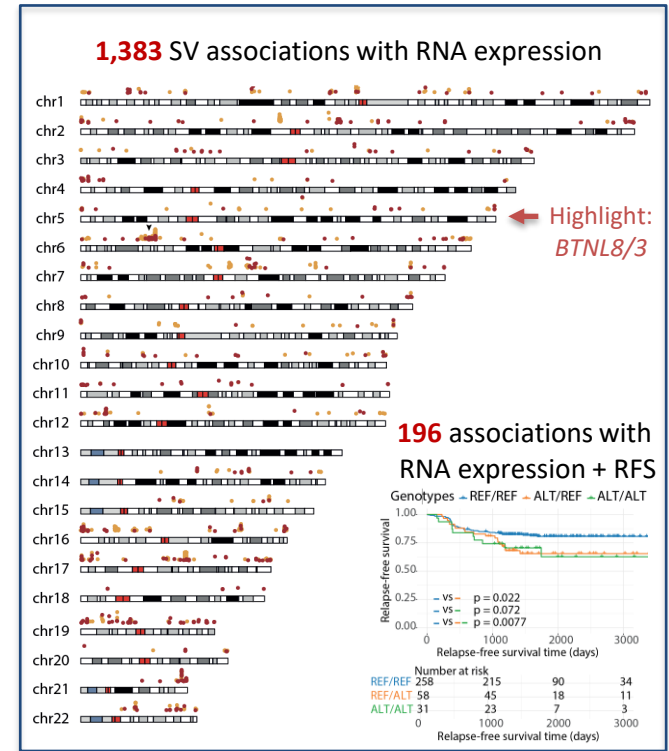 1,383 SV associations with RNA expression
chr1
chr2
chr3
chr4
chr5
Highlight:
BTNL8/3
chr6
chr7
chr8
chr9
chr10
chr11
chr12
chr13
chr14
chr15
chr16
chr17
chr18
chr19
chr20
chr21
chr22
196 associations with
RNA expression + RFS
Genotypes REF/REF ALT/REF ALT/ALT
Relapse-free survival
1.00
0.75
0.50
0.25
0.00
vs p = 0.022
vs p = 0.072
vs p = 0.0077
0 1000 2000 3000
Relapse-free survival time (days)
Number at risk
REF/REF 258 215 90 34
REF/ALT 58 45 18 11
ALT/ALT 31 23 7 3
0 1000 2000 3000
Relapse-free survival time (days)